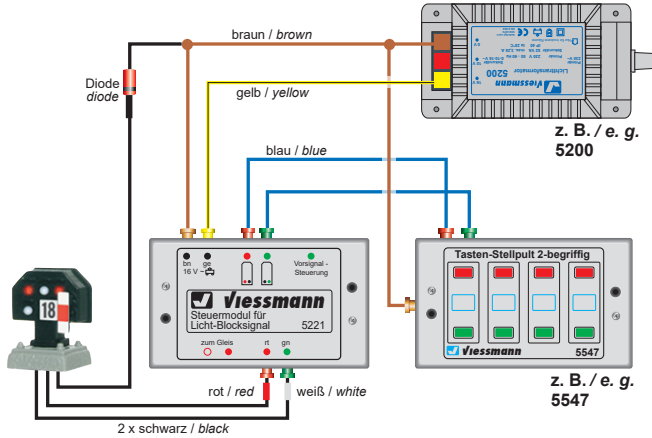 braun / brown
Diode
diode
gelb / yellow
Viessmann
5200
Lichttransformator
z. B. / e. g.
5200
blau / blue
bn
ge
16 V ~
Vorsignal -
Steuerung
viessmann
Steuermodul für
Licht-Blocksignal 5221
zum Gleis rt gn
Tasten-Stellpult 2-begriffig
viessmann 5547
z. B. / e. g.
5547
18
rot / red
weiß / white
2 x schwarz / black